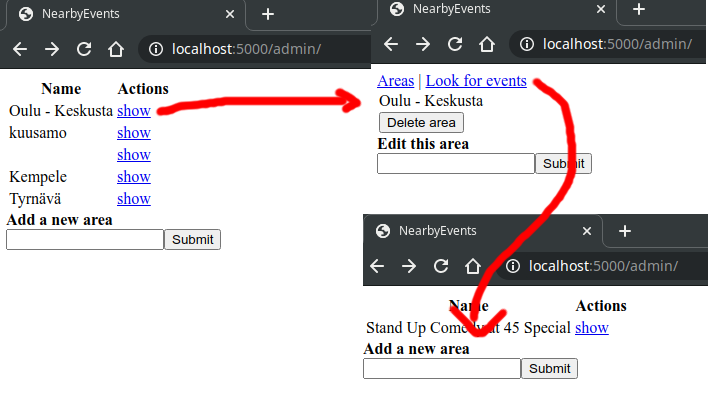 NearbyEvents
localhost:5000/admin/
Name Actions
Oulu - Keskusta show
kuusamo show
show
Kempele show
Tyrnävä show
Add a new area
Submit
NearbyEvents
localhost:5000/admin/
Areas | Look for events
Oulu - Keskusta
Delete area
Edit this area
Submit
NearbyEvents
localhost:5000/admin/
Name Actions
Stand Up Comedy at 45 Special show
Add a new area
Submit